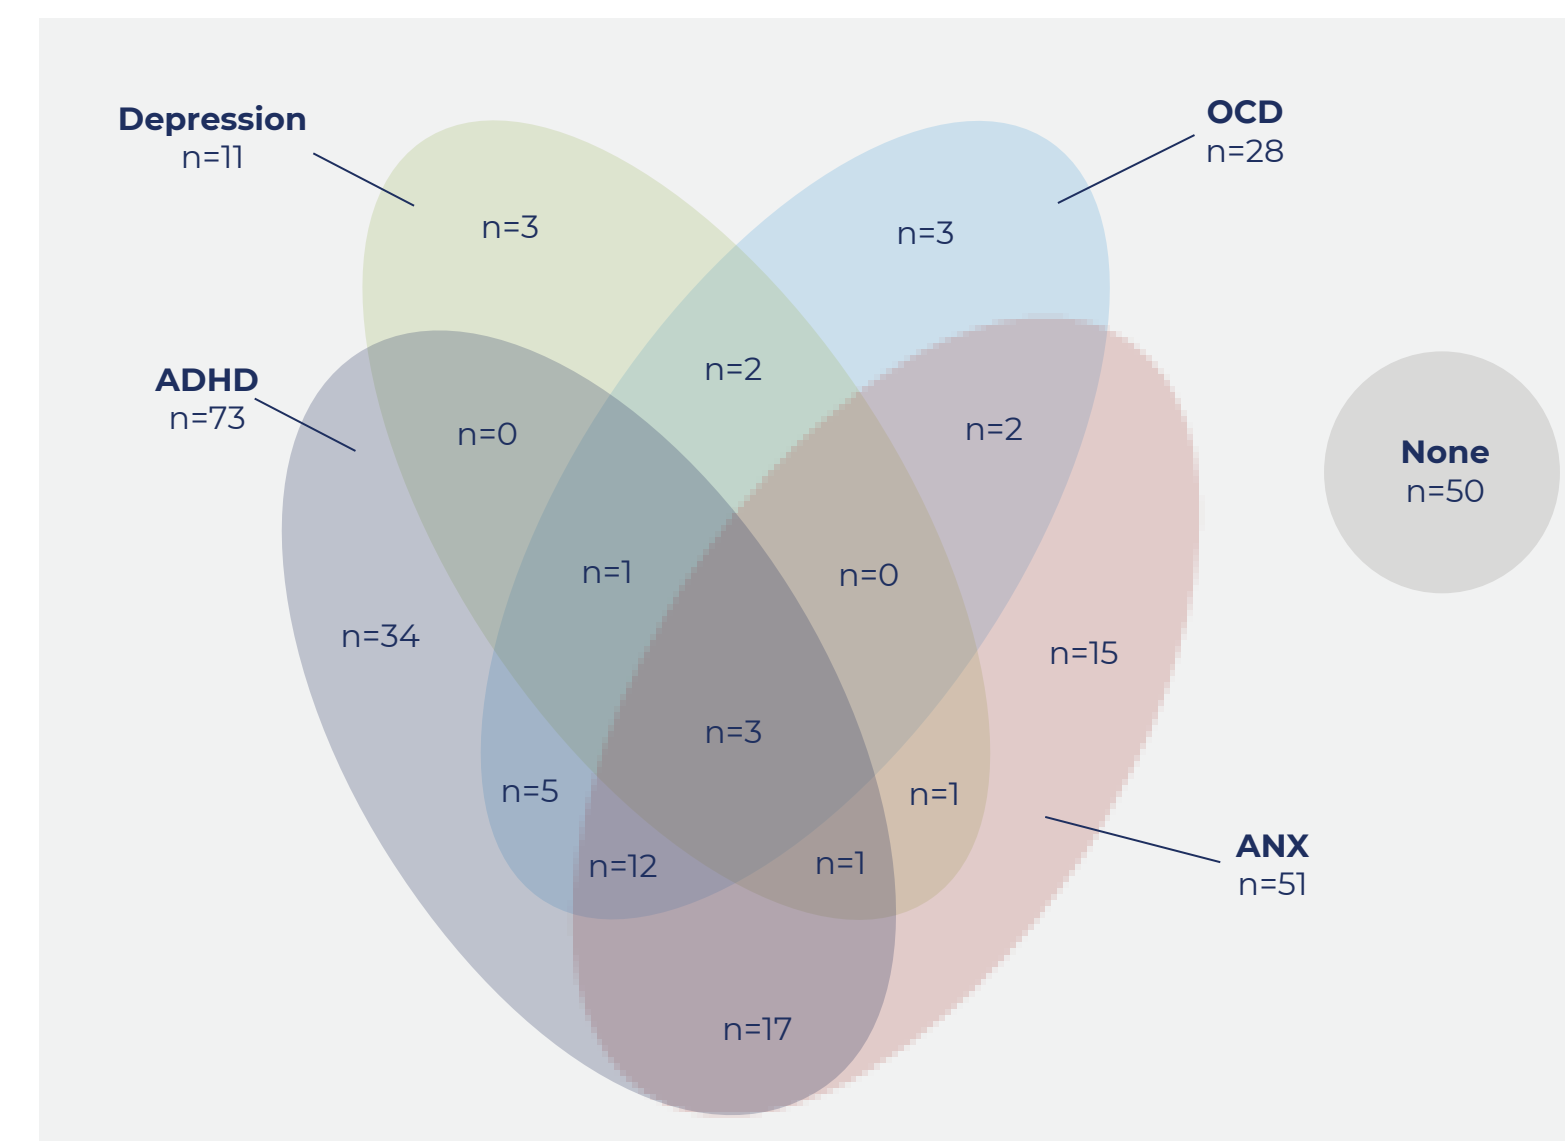 Depression
n=11
OCD
n=28
n=3
n=3
ADHD
n=73
n=2
n=0
n=2
None
n=50
n=1
n=0
n=34
n=15
n=3
n=5
n=1
n=12
n=1
ANX
n=51
n=17